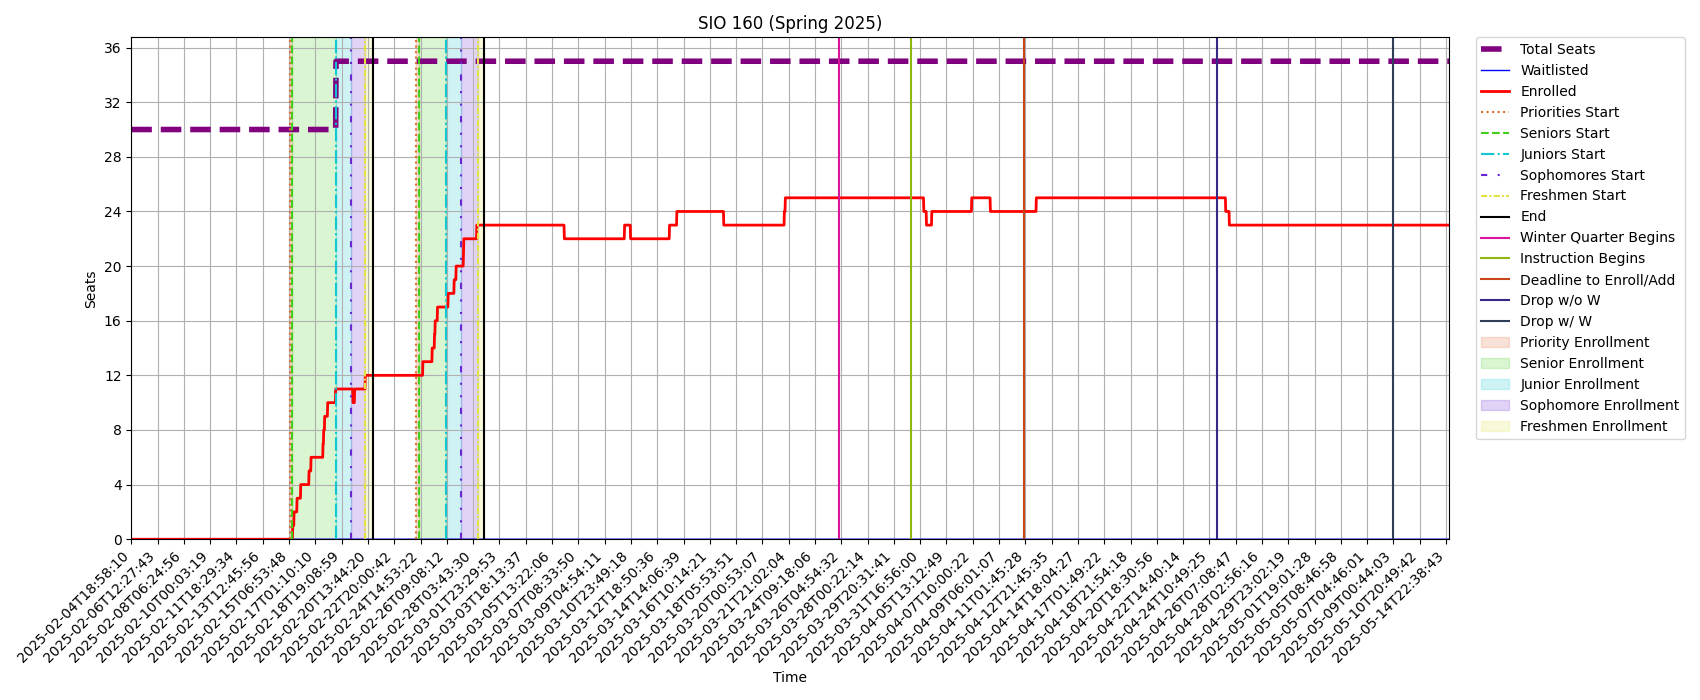 SIO 160 (Spring 2025)
36
32
28
24
20
16
12
8
4
0
Seats
2025-02-04T18:58:10
2025-02-06T12:27:43
2025-02-08T06:24:56
2025-02-10T00:03:19
2025-02-11T18:29:34
2025-02-13T12:45:56
2025-02-15T06:53:48
2025-02-17T01:10:10
2025-02-18T19:08:59
2025-02-20T13:44:20
2025-02-22T20:00:42
2025-02-24T14:53:22
2025-02-26T09:08:12
2025-02-28T03:43:30
2025-03-01T23:29:53
2025-03-03T18:13:37
2025-03-05T13:22:06
2025-03-07T08:33:50
2025-03-09T04:54:11
2025-03-10T23:49:18
2025-03-12T18:50:36
2025-03-14T14:06:39
2025-03-16T10:14:21
2025-03-18T05:53:51
2025-03-20T00:53:07
2025-03-21T21:02:04
2025-03-24T09:18:06
2025-03-26T04:54:32
2025-03-28T00:22:14
2025-03-29T20:31:41
2025-03-31T16:56:00
2025-04-05T13:12:49
2025-04-07T10:00:22
2025-04-09T06:01:07
2025-04-11T01:45:28
2025-04-12T21:45:35
2025-04-14T18:04:27
2025-04-17T01:49:22
2025-04-18T21:54:18
2025-04-20T18:30:56
2025-04-22T14:40:14
2025-04-24T10:49:25
2025-04-26T07:08:47
2025-04-28T02:56:16
2025-04-29T23:02:19
2025-05-01T19:01:28
2025-05-05T08:46:58
2025-05-07T04:46:01
2025-05-09T00:44:03
2025-05-10T20:49:42
2025-05-14T22:38:43
Time
Total Seats
Waitlisted
Enrolled
Priorities Start
Seniors Start
Juniors Start
Sophomores Start
Freshmen Start
End
Winter Quarter Begins
Instruction Begins
Deadline to Enroll/Add
Drop w/o W
Drop w/ W
Priority Enrollment
Senior Enrollment
Junior Enrollment
Sophomore Enrollment
Freshmen Enrollment